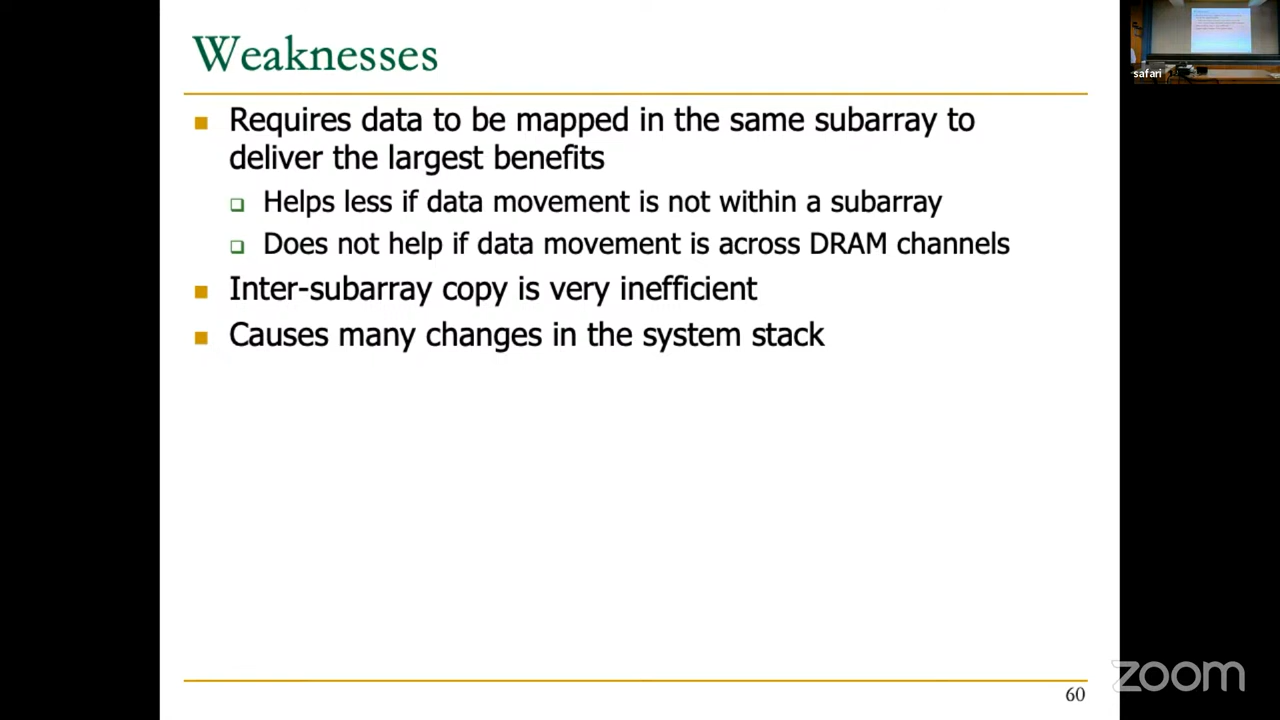 Weaknesses
Requires data to be mapped in the same subarray to
deliver the largest benefits
Helps less if data movement is not within a subarray
Does not help if data movement is across DRAM channels
Inter-subarray copy is very inefficient
Causes many changes in the system stack
60
safari
zoom